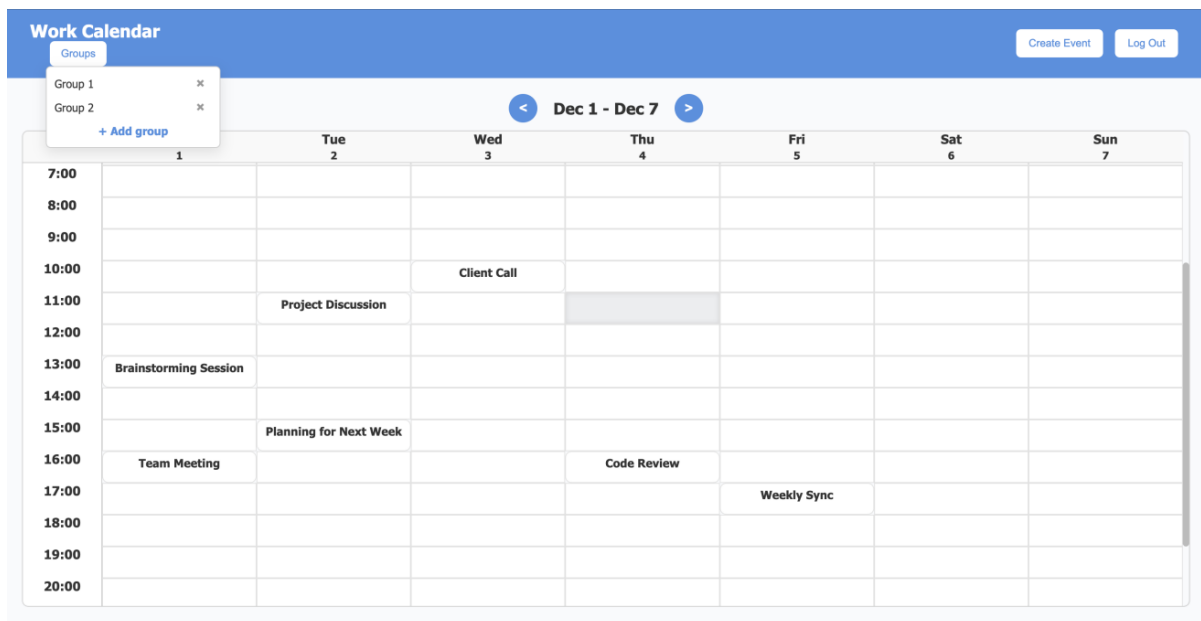 Work Calendar
Groups
Create Event
Log Out
Group 1 ×
Group 2 ×
+ Add group
< Dec 1 - Dec 7 >
Tue Wed Thu Fri Sat Sun
1 2 3 4 5 6 7
7:00
8:00
9:00
10:00 Client Call
11:00 Project Discussion
12:00
13:00 Brainstorming Session
14:00
15:00 Planning for Next Week
16:00 Team Meeting Code Review
17:00 Weekly Sync
18:00
19:00
20:00